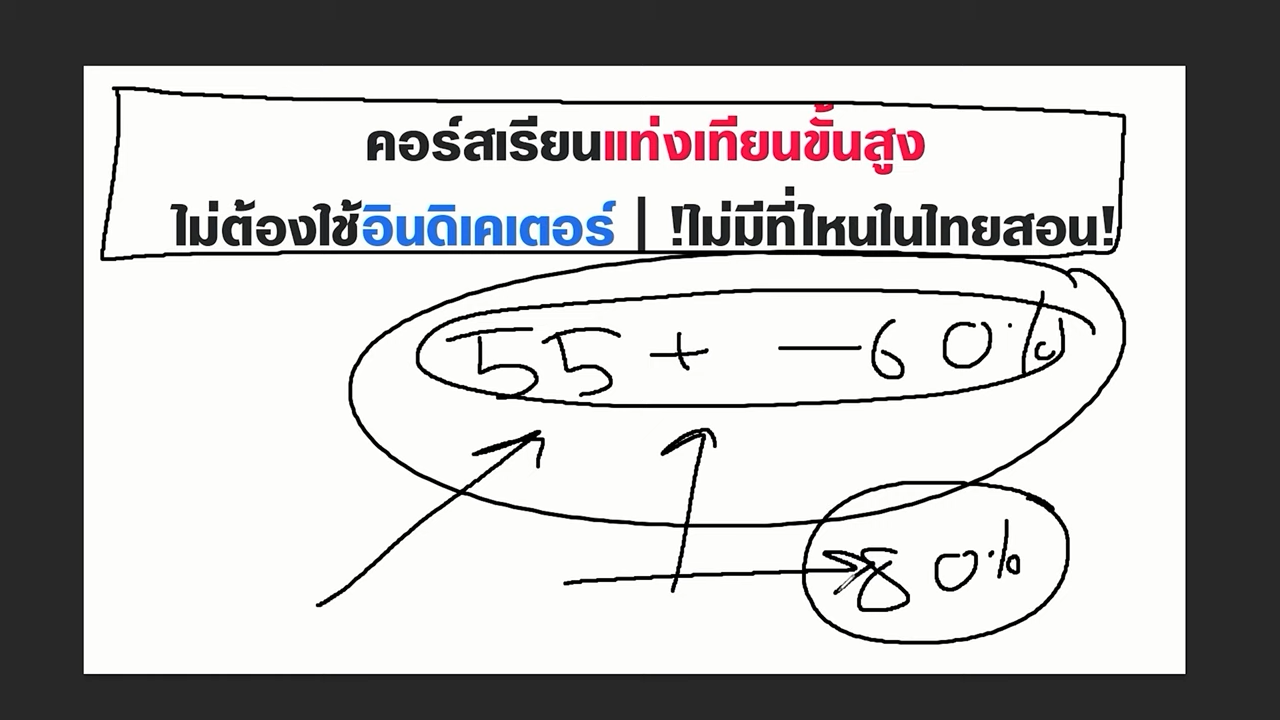 คอร์สเรียนแท่งเทียนขั้นสูง
ไม่ต้องใช้อินดิเคเตอร์ | !ไม่มีที่ไหนในไทยสอน!
55 + - 60%
80%